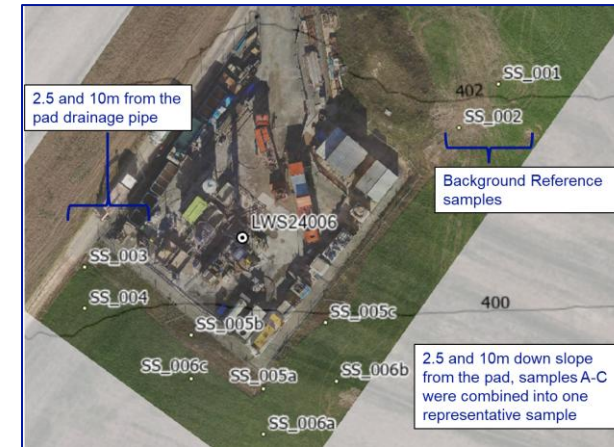 SS_001
402
SS_002
2.5 and 10m from the
pad drainage pipe
Background Reference
samples
LWS24006
SS_003
SS_004
400
SS_005c
SS_005b
SS_006c
SS_005a
SS_006b
SS_006a
2.5 and 10m down slope
from the pad, samples A-C
were combined into one
representative sample